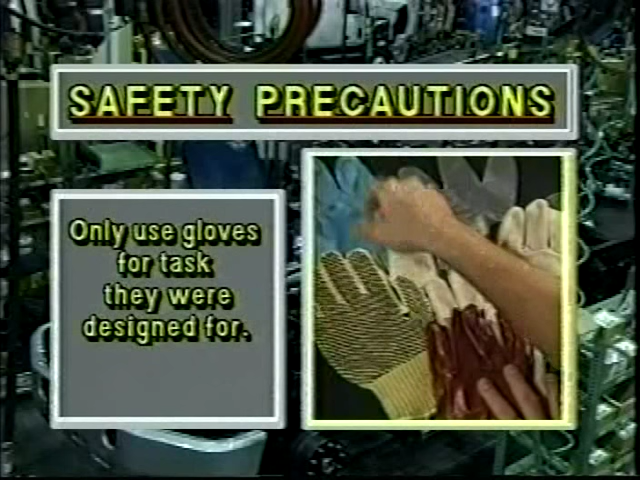 SAFETY PRECAUTIONS
Only use gloves
for task
they were
designed for.